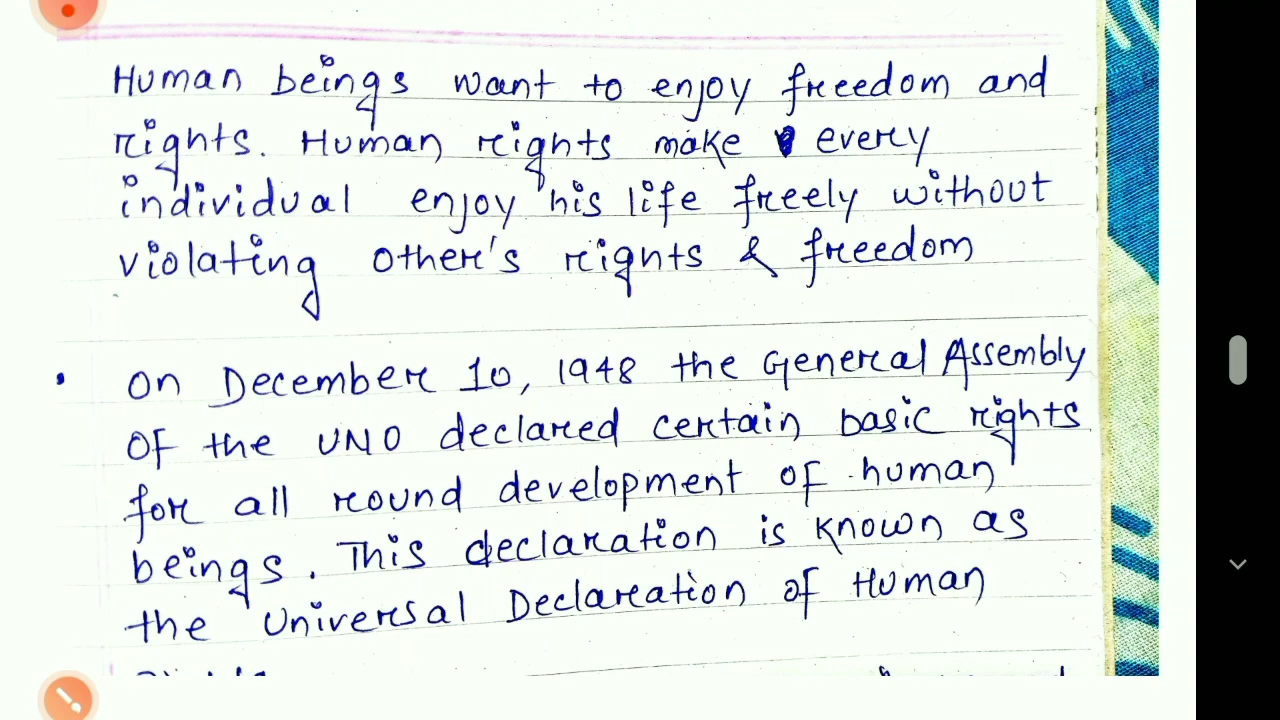 Human beings want to enjoy freedom and
rights. Human rights make every
individual enjoy his life freely without
violating other's rights & freedom
• On December 10, 1948 the General Assembly
of the UNO declared certain basic rights
for all round development of human
beings. This declaration is known as
the Universal Declaration of Human